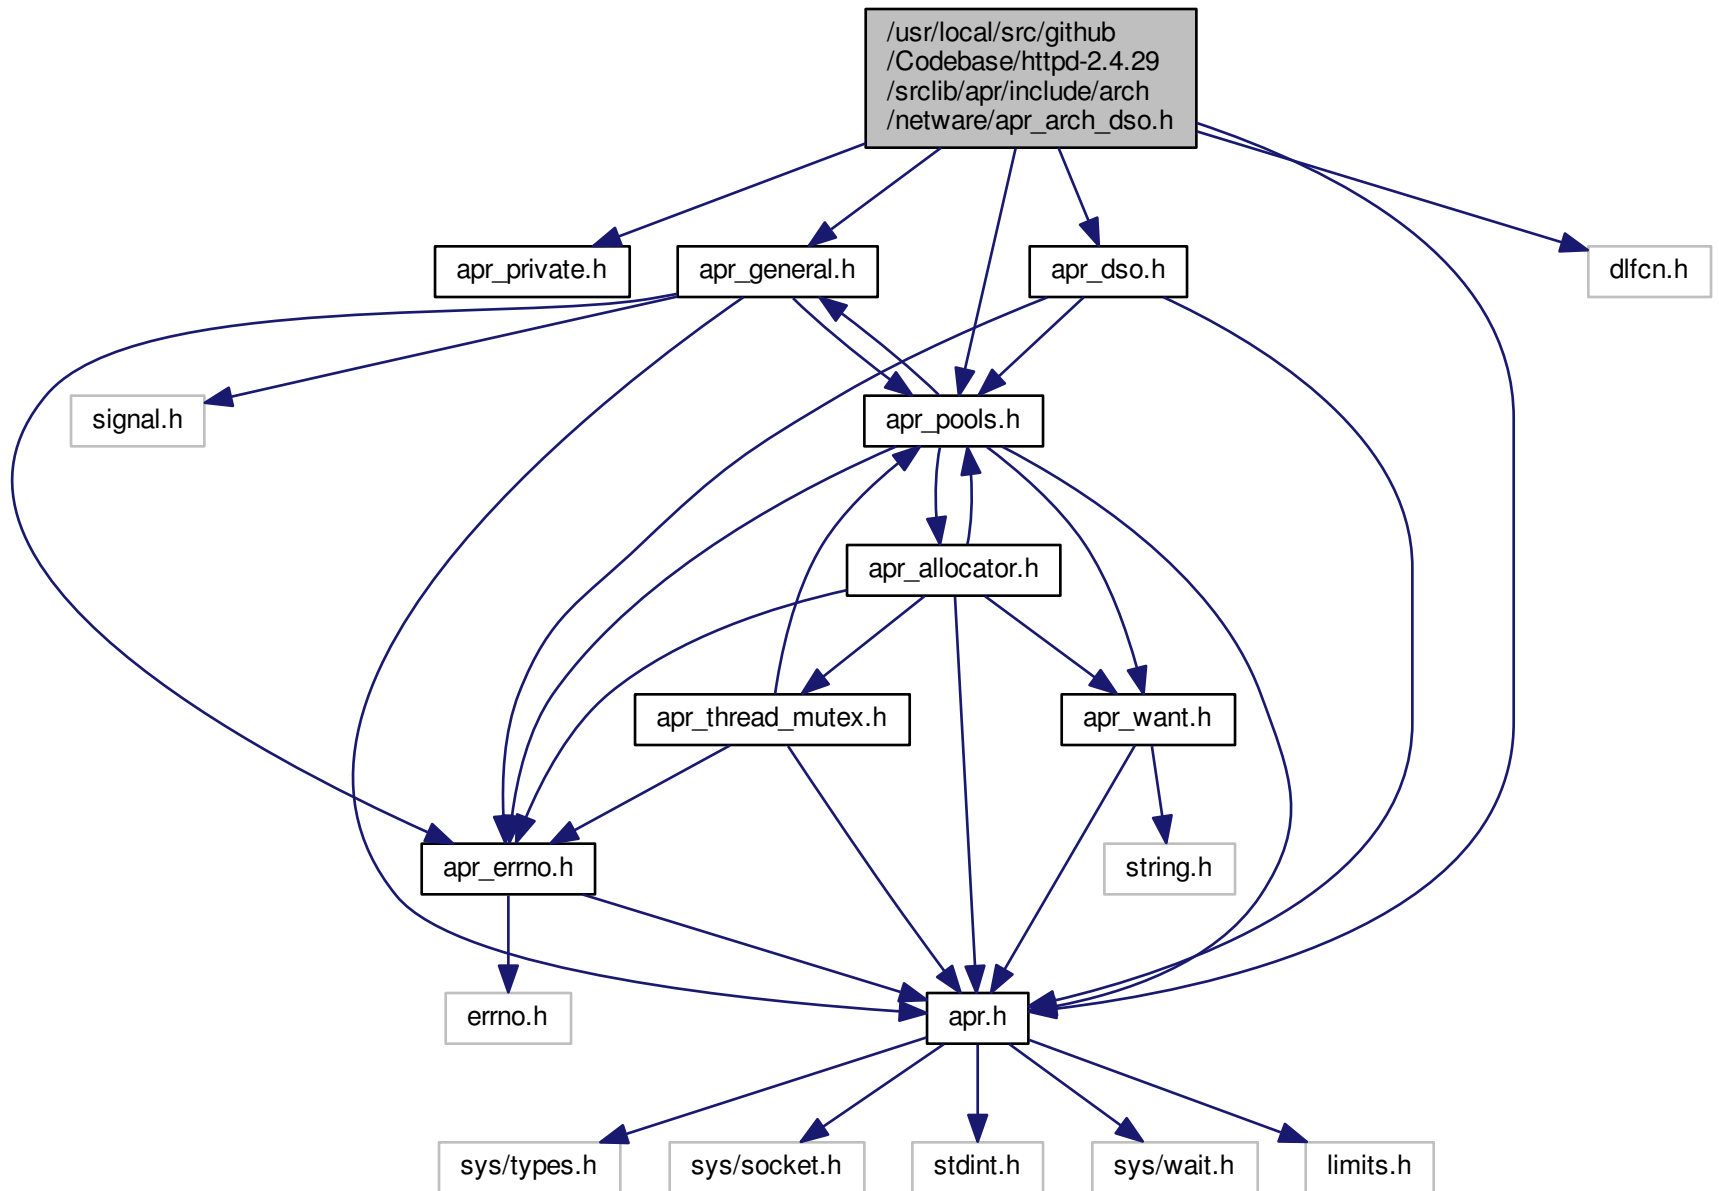 /usr/local/src/github
/Codebase/httpd-2.4.29
/srclib/apr/include/arch
/netware/apr_arch_dso.h
apr_private.h
apr_general.h
apr_dso.h
dlfcn.h
signal.h
apr_pools.h
apr_allocator.h
apr_thread_mutex.h
apr_want.h
apr_errno.h
string.h
errno.h
apr.h
sys/types.h
sys/socket.h
stdint.h
sys/wait.h
limits.h